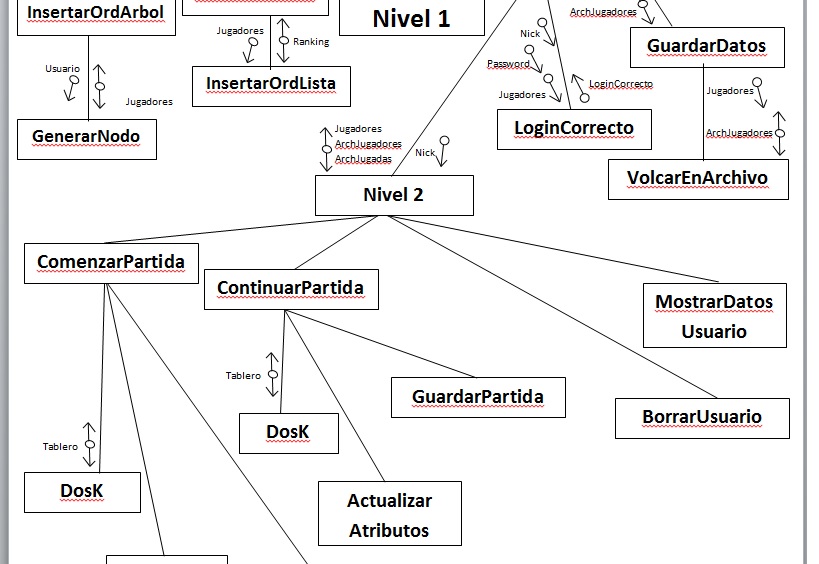 InsertarOrdArbol
Nivel 1
ArchJugadores
Jugadores
Ranking
Nick
GuardarDatos
Usuario
InsertarOrdLista
Password
LoginCorrecto
Jugadores
Jugadores
Jugadores
GenerarNodo
LoginCorrecto
Jugadores
ArchJugadores
ArchJugadas
Nick
ArchJugadores
VolcarEnArchivo
Nivel 2
ComenzarPartida
ContinuarPartida
MostrarDatos
Usuario
Tablero
GuardarPartida
BorrarUsuario
DosK
Tablero
DosK
Actualizar
Atributos